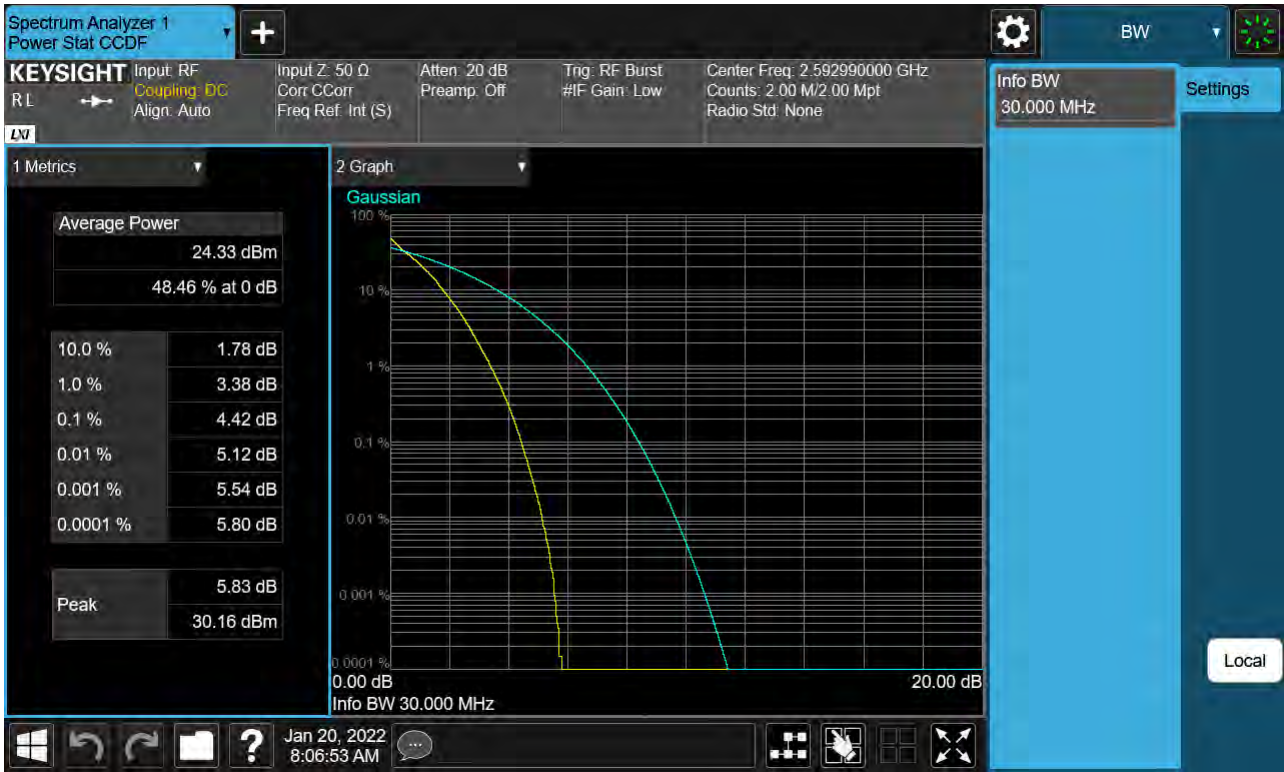 Spectrum Analyzer 1
Power Stat CCDF
+
BW
KEYSIGHT
RL
LXI
Input: RF
Coupling: DC
Align: Auto
Input Z: 50 Ω
Corr CCorr
Freq Ref: Int (S)
Atten: 20 dB
Preamp: Off
Trig: RF Burst
#IF Gain: Low
Center Freq: 2.592990000 GHz
Counts: 2.00 M/2.00 Mpt
Radio Std: None
Info BW
30.000 MHz
Settings
1 Metrics
Average Power
24.33 dBm
48.46 % at 0 dB
10.0 % 1.78 dB
1.0 % 3.38 dB
0.1 % 4.42 dB
0.01 % 5.12 dB
0.001 % 5.54 dB
0.0001 % 5.80 dB
Peak 5.83 dB
30.16 dBm
2 Graph
Gaussian
100 %
10 %
1 %
0.1 %
0.01 %
0.001 %
0.0001 %
0.00 dB 20.00 dB
Info BW 30.000 MHz
Local
?
Jan 20, 2022
8:06:53 AM